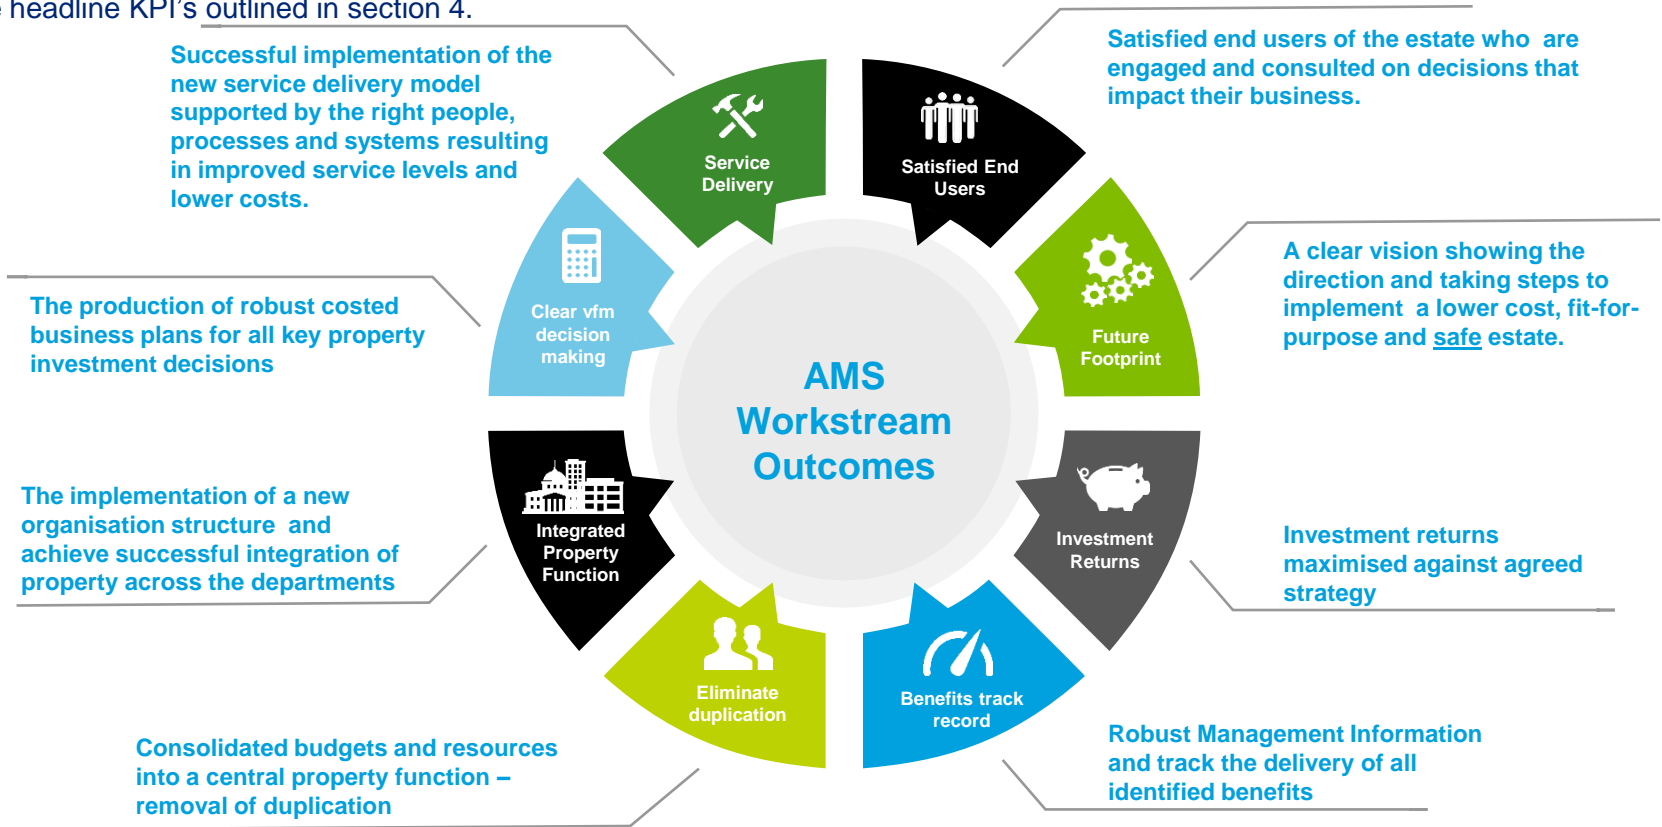 headline KPI's outlined in section 4.
Successful implementation of the
new service delivery model
supported by the right people,
processes and systems resulting
in improved service levels and
lower costs.
Satisfied end users of the estate who are
engaged and consulted on decisions that
impact their business.
Service
Delivery
Satisfied End
Users
A clear vision showing the
direction and taking steps to
implement a lower cost, fit-for-
purpose and safe estate.
The production of robust costed
business plans for all key property
investment decisions
Clear vfm
decision
making
Future
Footprint
AMS
Workstream
Outcomes
The implementation of a new
organisation structure and
achieve successful integration of
property across the departments
Integrated
Property
Function
Investment
Returns
Investment returns
maximised against agreed
strategy
Eliminate
duplication
Benefits track
record
Consolidated budgets and resources
into a central property function –
removal of duplication
Robust Management Information
and track the delivery of all
identified benefits